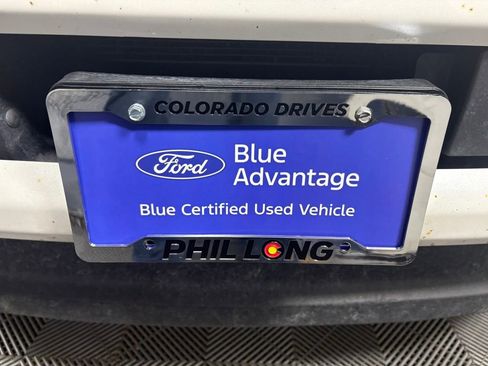 COLORADO DRIVES
Ford
Blue
Advantage
Blue Certified Used Vehicle
PHIL LONG